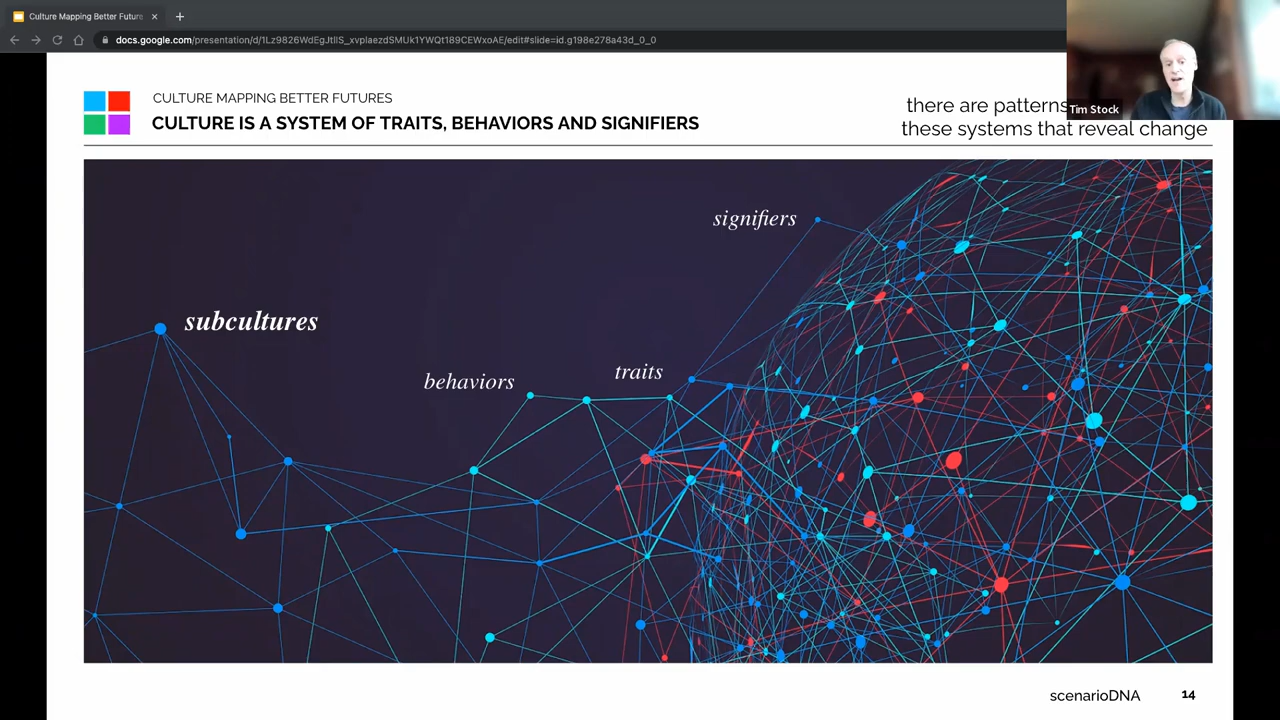 Culture Mapping Better Future
docs.google.com/presentation/d/1Lz9826WdEgJtIIS_xvplaezdSMUk1YWQt189CEWxoAE/edit#slide=id.g198e278a43d_0_0
CULTURE MAPPING BETTER FUTURES
CULTURE IS A SYSTEM OF TRAITS, BEHAVIORS AND SIGNIFIERS
there are patterns
these systems that reveal change
Tim Stock
signifiers
subcultures
traits
behaviors
scenarioDNA
14